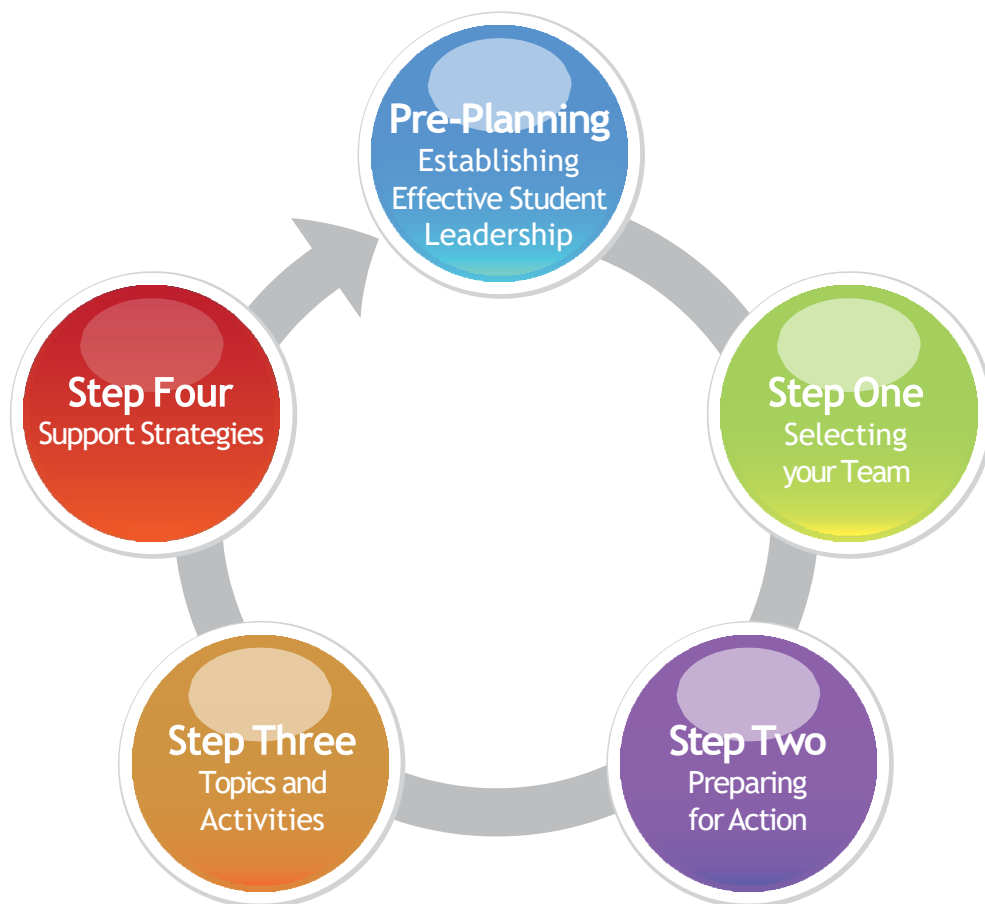 Pre-Planning
Establishing
Effective Student
Leadership
Step One
Selecting
your Team
Step Two
Preparing
for Action
Step Three
Topics and
Activities
Step Four
Support Strategies